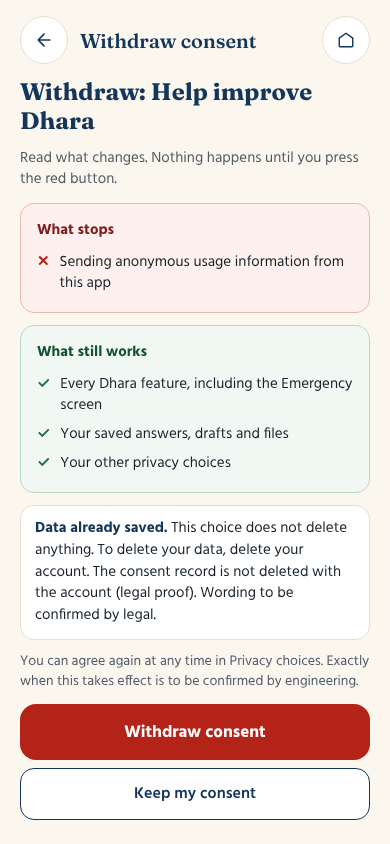 Withdraw consent
Withdraw: Help improve
Dhara
Read what changes. Nothing happens until you press
the red button.
What stops
Sending anonymous usage information from
this app
What still works
Every Dhara feature, including the Emergency
screen
Your saved answers, drafts and files
Your other privacy choices
Data already saved. This choice does not delete
anything. To delete your data, delete your
account. The consent record is not deleted with
the account (legal proof). Wording to be
confirmed by legal.
You can agree again at any time in Privacy choices. Exactly
when this takes effect is to be confirmed by engineering.
Withdraw consent
Keep my consent